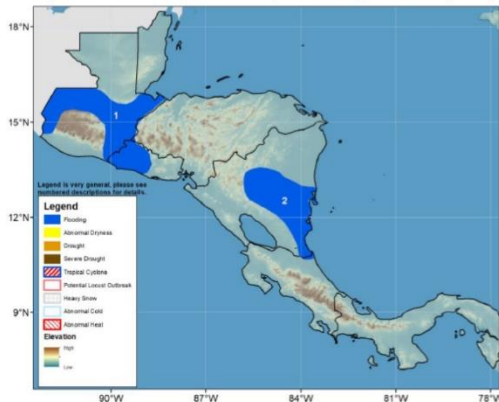 18°N
15°N
12°N
9°N
1
2
Legend is very general, please see
numbered descriptions for details.
Legend
Flooding
Abnormal Dryness
Drought
Severe Drought
Tropical Cyclone
Potential Locust Outbreak
Heavy Snow
Abnormal Cold
Abnormal Heat
Elevation
High
Low
90°W
87°W
84°W
81°W
78°W